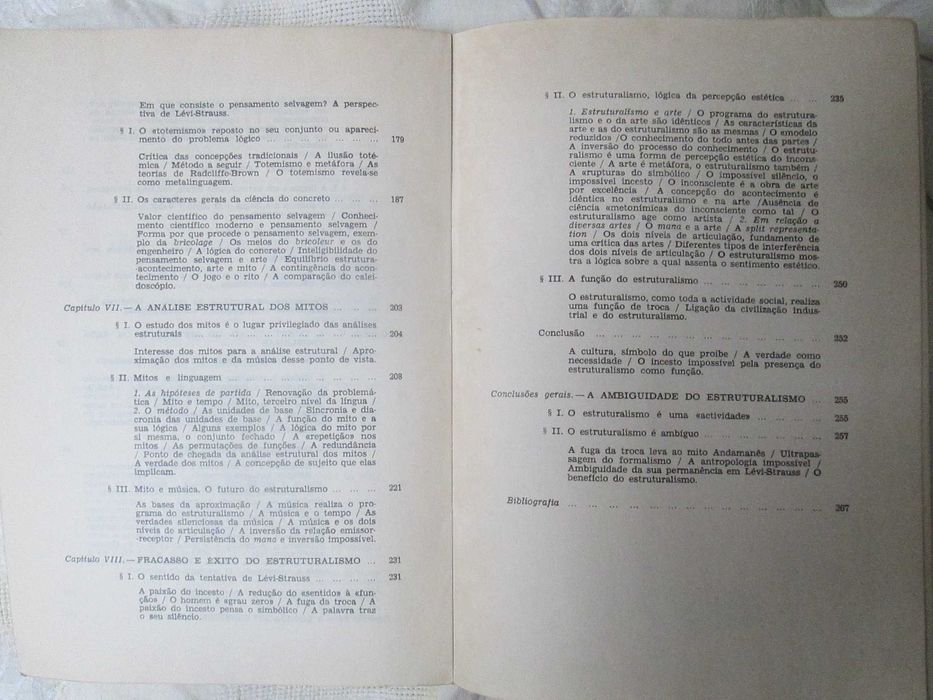 Em que consiste o pensamento selvagem? A perspec-
tiva de Lévi-Strauss.
§ I. O «totemismo» reposto no seu conjunto ou apareci-
mento do problema lógico ... ... ... ... ... ... ... 179
Crítica das concepções tradicionais / A ilusão toté-
mica / Método a seguir / Totemismo e metáfora / As
teorias de Radcliffe-Brown / O totemismo revela-se
como metalinguagem.
§ II. Os caracteres gerais da ciência do concreto ... ... ... 187
Valor científico do pensamento selvagem / Conheci-
mento científico moderno e pensamento selvagem /
Forma por que procede o pensamento selvagem, exem-
plo da bricolage / Os meios do bricoleur e os do
engenheiro / A lógica do concreto / Inteligibilidade do
pensamento selvagem e arte / Equilíbrio estrutura-
-acontecimento, arte e mito / A contingência do acon-
tecimento / O jogo e o rito / A comparação do calei-
doscópio.
Capítulo VII. — A ANÁLISE ESTRUTURAL DOS MITOS ... ... 203
§ I. O estudo dos mitos é o lugar privilegiado das análises
estruturais ... ... ... ... ... ... ... ... ... ... ... 204
Interesse dos mitos para a análise estrutural / Apro-
ximação dos mitos e da música desse ponto de vista.
§ II. Mitos e linguagem ... ... ... ... ... ... ... ... ... 208
1. As hipóteses de partida / Renovação da problemá-
tica / Mito e tempo / Mito, terceiro nível da língua /
2. O método / As unidades de base / Sincronia e dia-
cronia das unidades de base / A função do mito e a
sua lógica / Alguns exemplos / A lógica do mito por
si mesma, o conjunto fechado / A «repetição» nos
mitos / As permutações de funções / A redundância
/ Ponto de chegada da análise estrutural dos mitos /
A verdade dos mitos / A concepção de sujeito que elas
implicam.
§ III. Mito e música. O futuro do estruturalismo ... ... ... 221
As bases da aproximação / A música realiza o pro-
grama do estruturalismo / A música e o tempo / As
verdades silenciosas da música / A música e os dois
níveis de articulação / A inversão da relação emissor-
-receptor / Persistência do mana e inversão impossível.
Capítulo VIII. — FRACASSO E ÊXITO DO ESTRUTURALISMO ... 231
§ I. O sentido da tentativa de Lévi-Strauss ... ... ... ... 231
A paixão do incesto / A redução do «sentido» à «fun-
ção» / O homem é «grau zero» / A fuga da troca / A
paixão do incesto pensa o simbólico / A palavra traz
o seu silêncio.
§ II. O estruturalismo, lógica da percepção estética ... ... 235
1. Estruturalismo e arte / O programa do estrutura-
lismo e o da arte são idênticos / As características da
arte e as do estruturalismo são as mesmas / O «modelo
reduzido» /O conhecimento do todo antes das partes /
A inversão do processo do conhecimento / O estrutu-
ralismo é uma forma de percepção estética do incons-
ciente / A arte é metáfora, o estruturalismo também /
A «ruptura» do simbólico / O impossível silêncio, o
impossível incesto / O inconsciente é a obra de arte
por excelência / A concepção do acontecimento é
idêntica no estruturalismo e na arte /Ausência de
ciência «metonímica» do inconsciente como tal / O
estruturalismo age como artista / 2. Em relação a
diversas artes / O mana e a arte / A split represent-
ation / Os dois níveis de articulação, fundamento de
uma crítica das artes / Diferentes tipos de interferência
dos dois níveis de articulação / O estruturalismo mos-
tra a lógica sobre a qual assenta o sentimento estético.
§ III. A função do estruturalismo ... ... ... ... ... ... 250
O estruturalismo, como toda a actividade social, realiza
uma função de troca / Ligação da civilização indus-
trial e do estruturalismo.
Conclusão ... ... ... ... ... ... ... ... ... ... ... 252
A cultura, símbolo do que proíbe / A verdade como
necessidade / O incesto impossível pela presença do
estruturalismo como função.
Conclusões gerais. — A AMBIGUIDADE DO ESTRUTURALISMO ... 255
§ I. O estruturalismo é uma «actividade» ... ... ... ... 255
§ II. O estruturalismo é ambíguo ... ... ... ... ... ... 257
A fuga da troca leva ao mito Andamanês / Ultrapas-
sagem do formalismo / A antropologia impossível /
Ambiguidade da sua permanência em Lévi-Strauss / O
benefício do estruturalismo.
Bibliografia ... ... ... ... ... ... ... ... ... ... ... ... 267